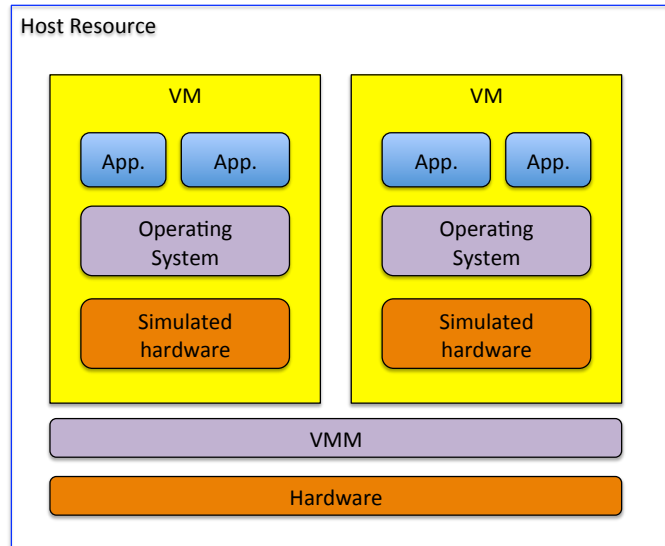 Host Resource
VM
VM
App.
App.
App.
App.
Operating
System
Operating
System
Simulated
hardware
Simulated
hardware
VMM
Hardware